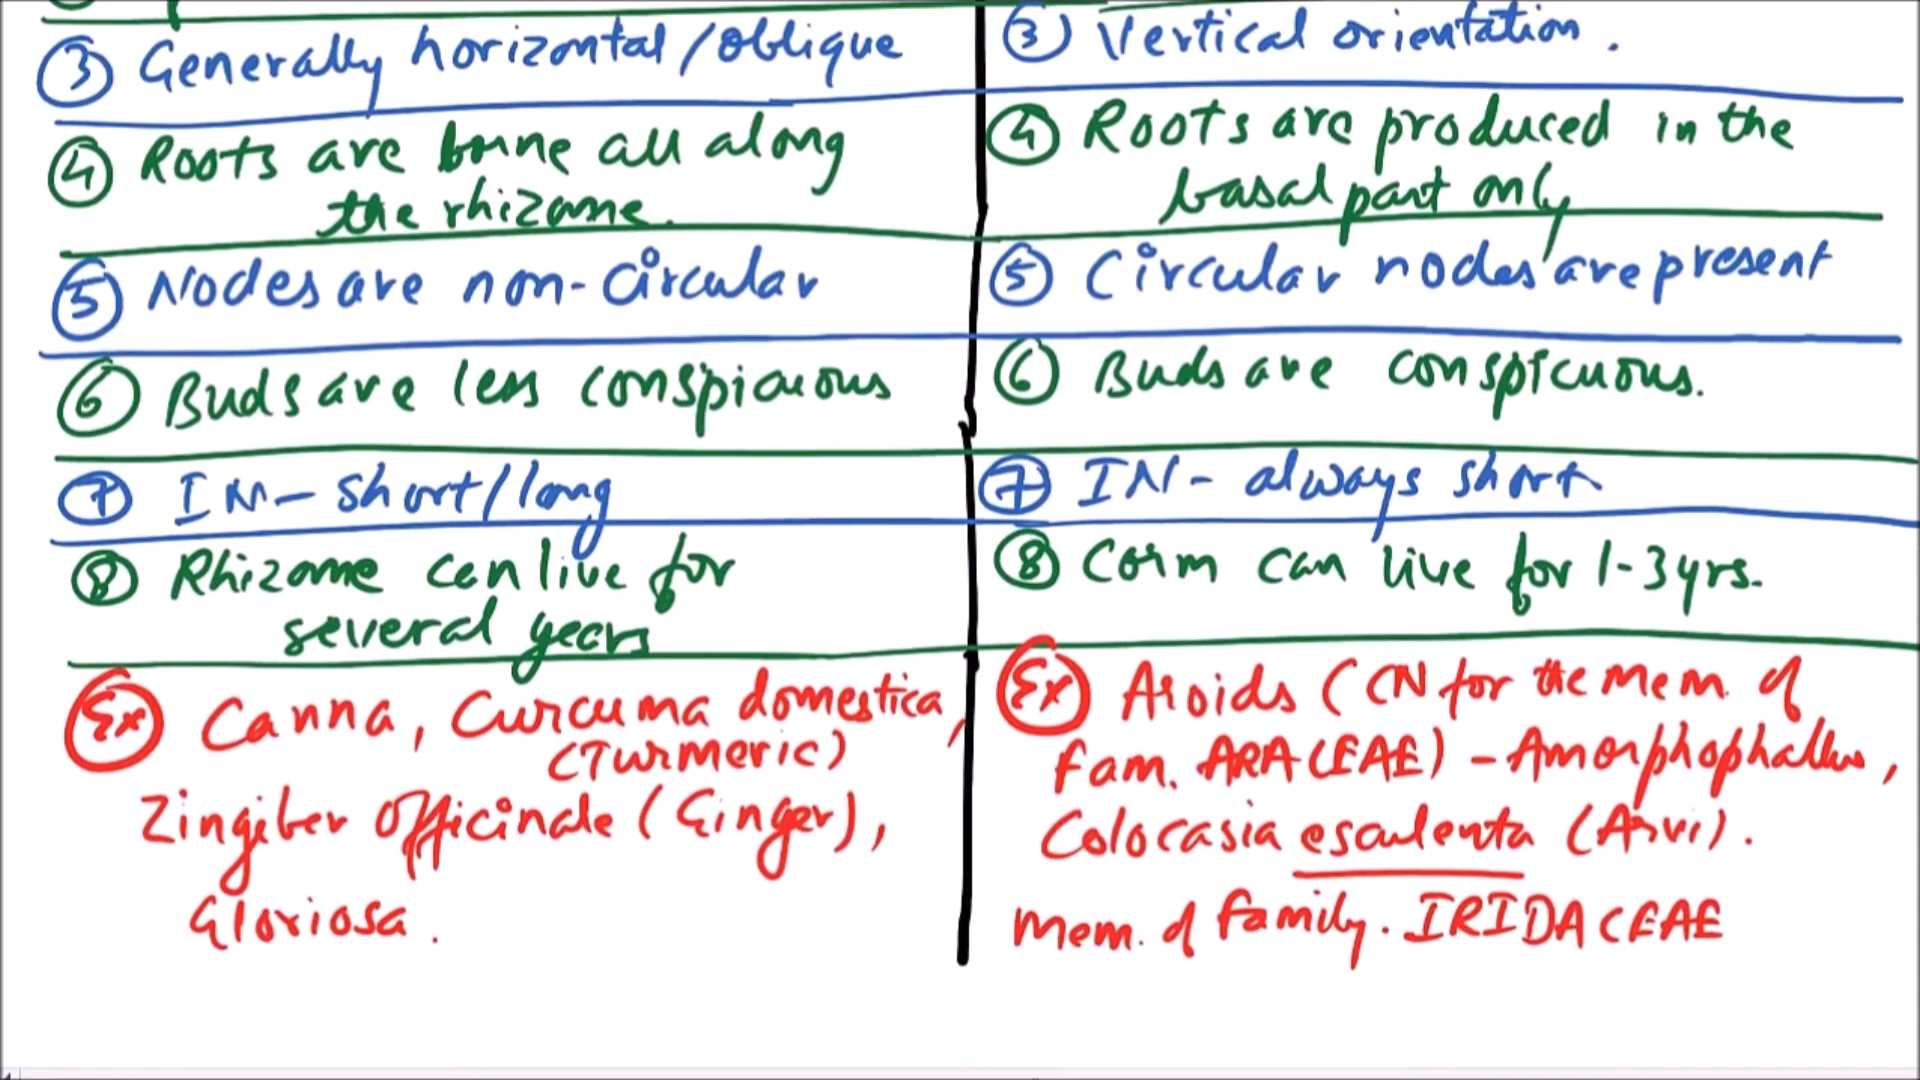 ③ Generally horizontal/oblique
④ Roots are borne all along
the rhizome.
⑤ Nodes are non-circular
⑥ Buds are less conspicuous
⑦ IN- short/long
⑧ Rhizome can live for
several years
Ex Canna, Curcuma domestica,
(Turmeric)
Zingiber officinale (Ginger),
Gloriosa.
③ Vertical orientation.
④ Roots are produced in the
basal part only
⑤ Circular nodes are present
⑥ Buds are conspicuous.
⑦ IN- always short
⑧ Corm can live for 1-3yrs.
Ex Aroids (CN for the mem. of
fam. ARACEAE) - Amorphophallus,
Colocasia esculenta (Arvi).
mem. of family. IRIDACEAE